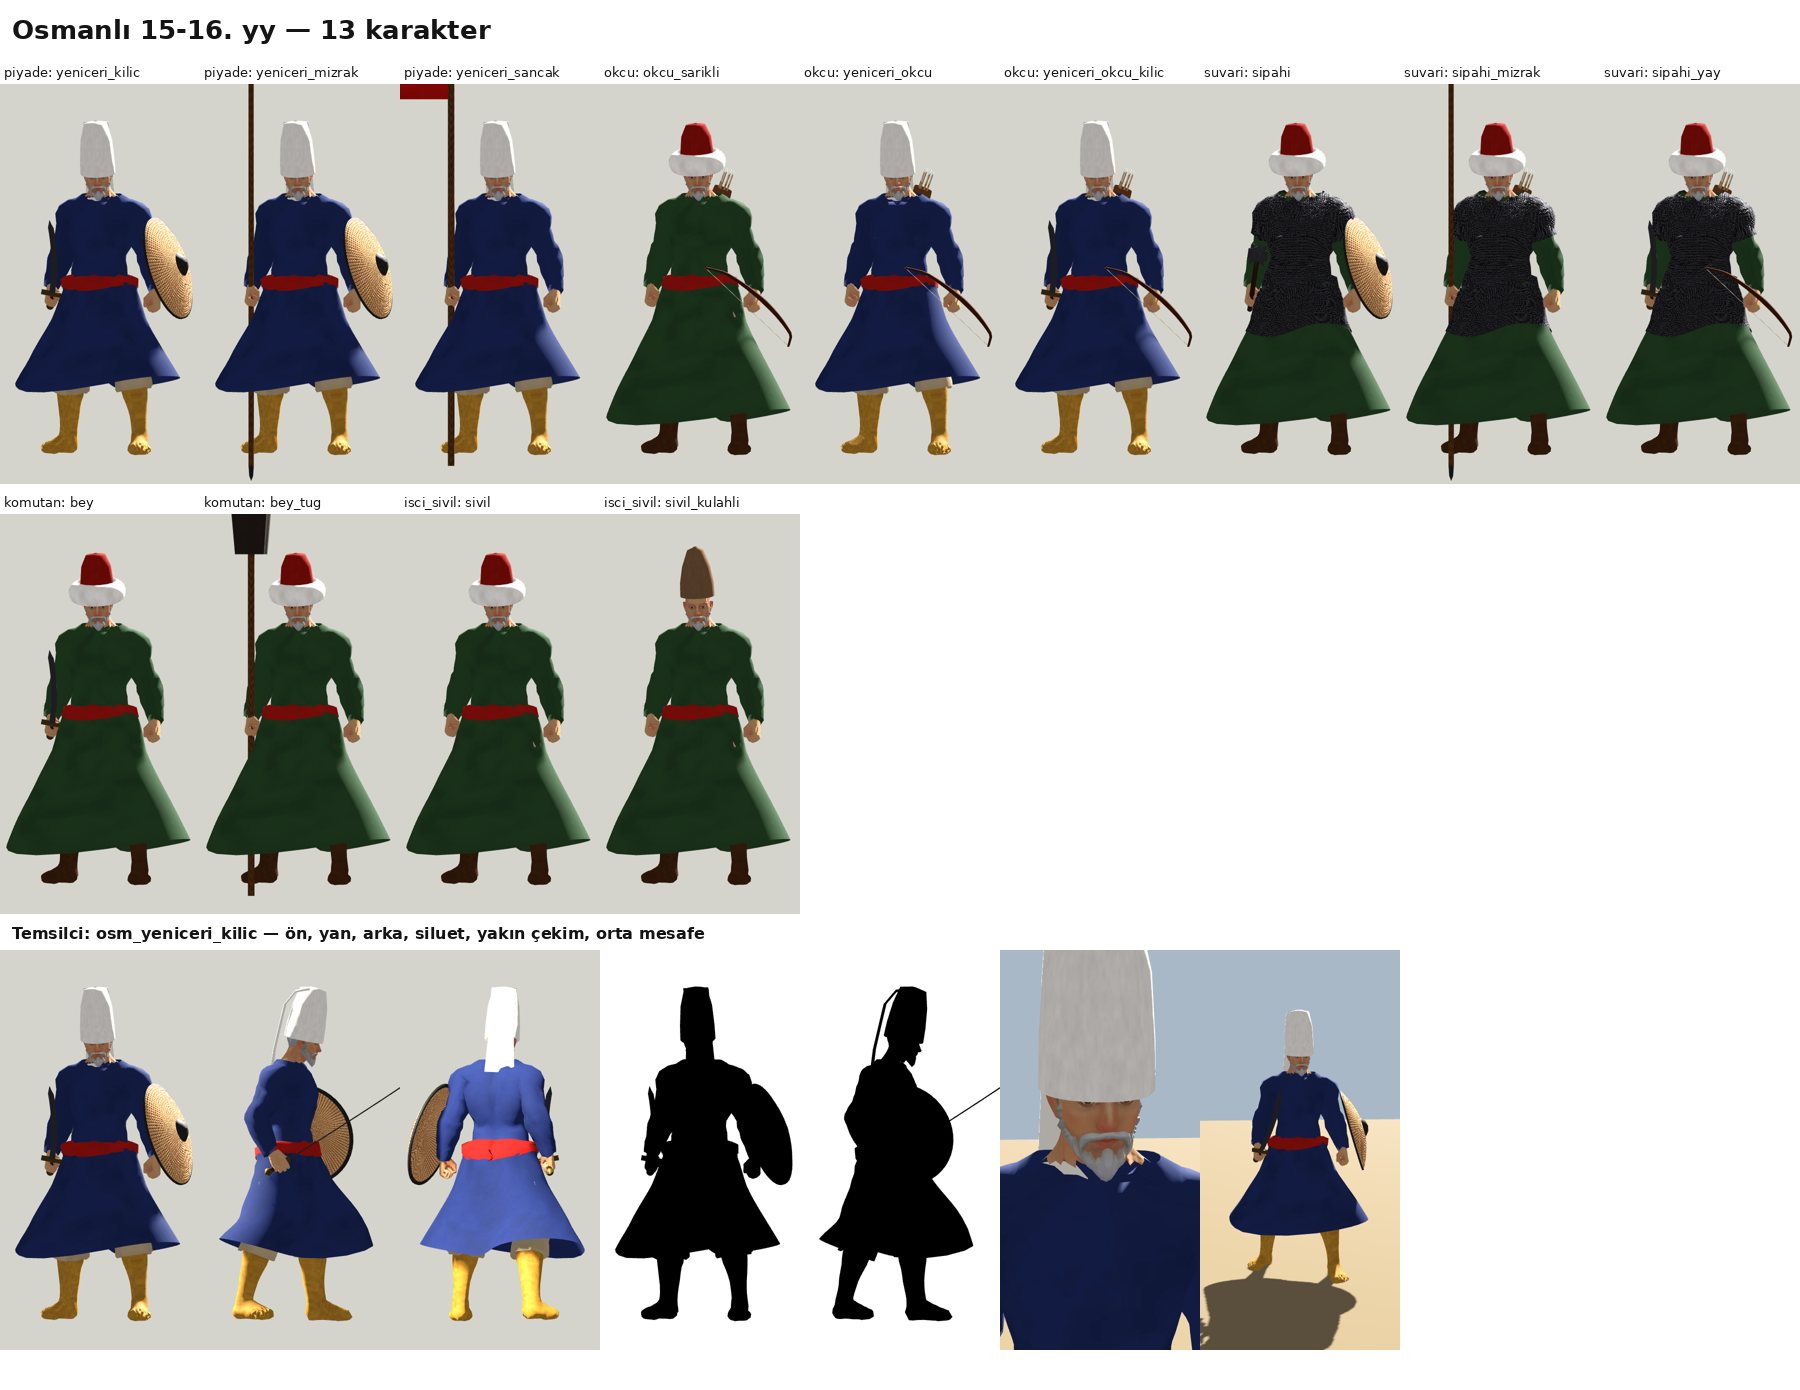 Osmanlı 15-16. yy — 13 karakter
piyade: yeniceri_kilic piyade: yeniceri_mizrak piyade: yeniceri_sancak okcu: okcu_sarikli okcu: yeniceri_okcu okcu: yeniceri_okcu_kilic suvari: sipahi suvari: sipahi_mizrak suvari: sipahi_yay
komutan: bey komutan: bey_tug isci_sivil: sivil isci_sivil: sivil_kulahli
Temsilci: osm_yeniceri_kilic — ön, yan, arka, siluet, yakın çekim, orta mesafe